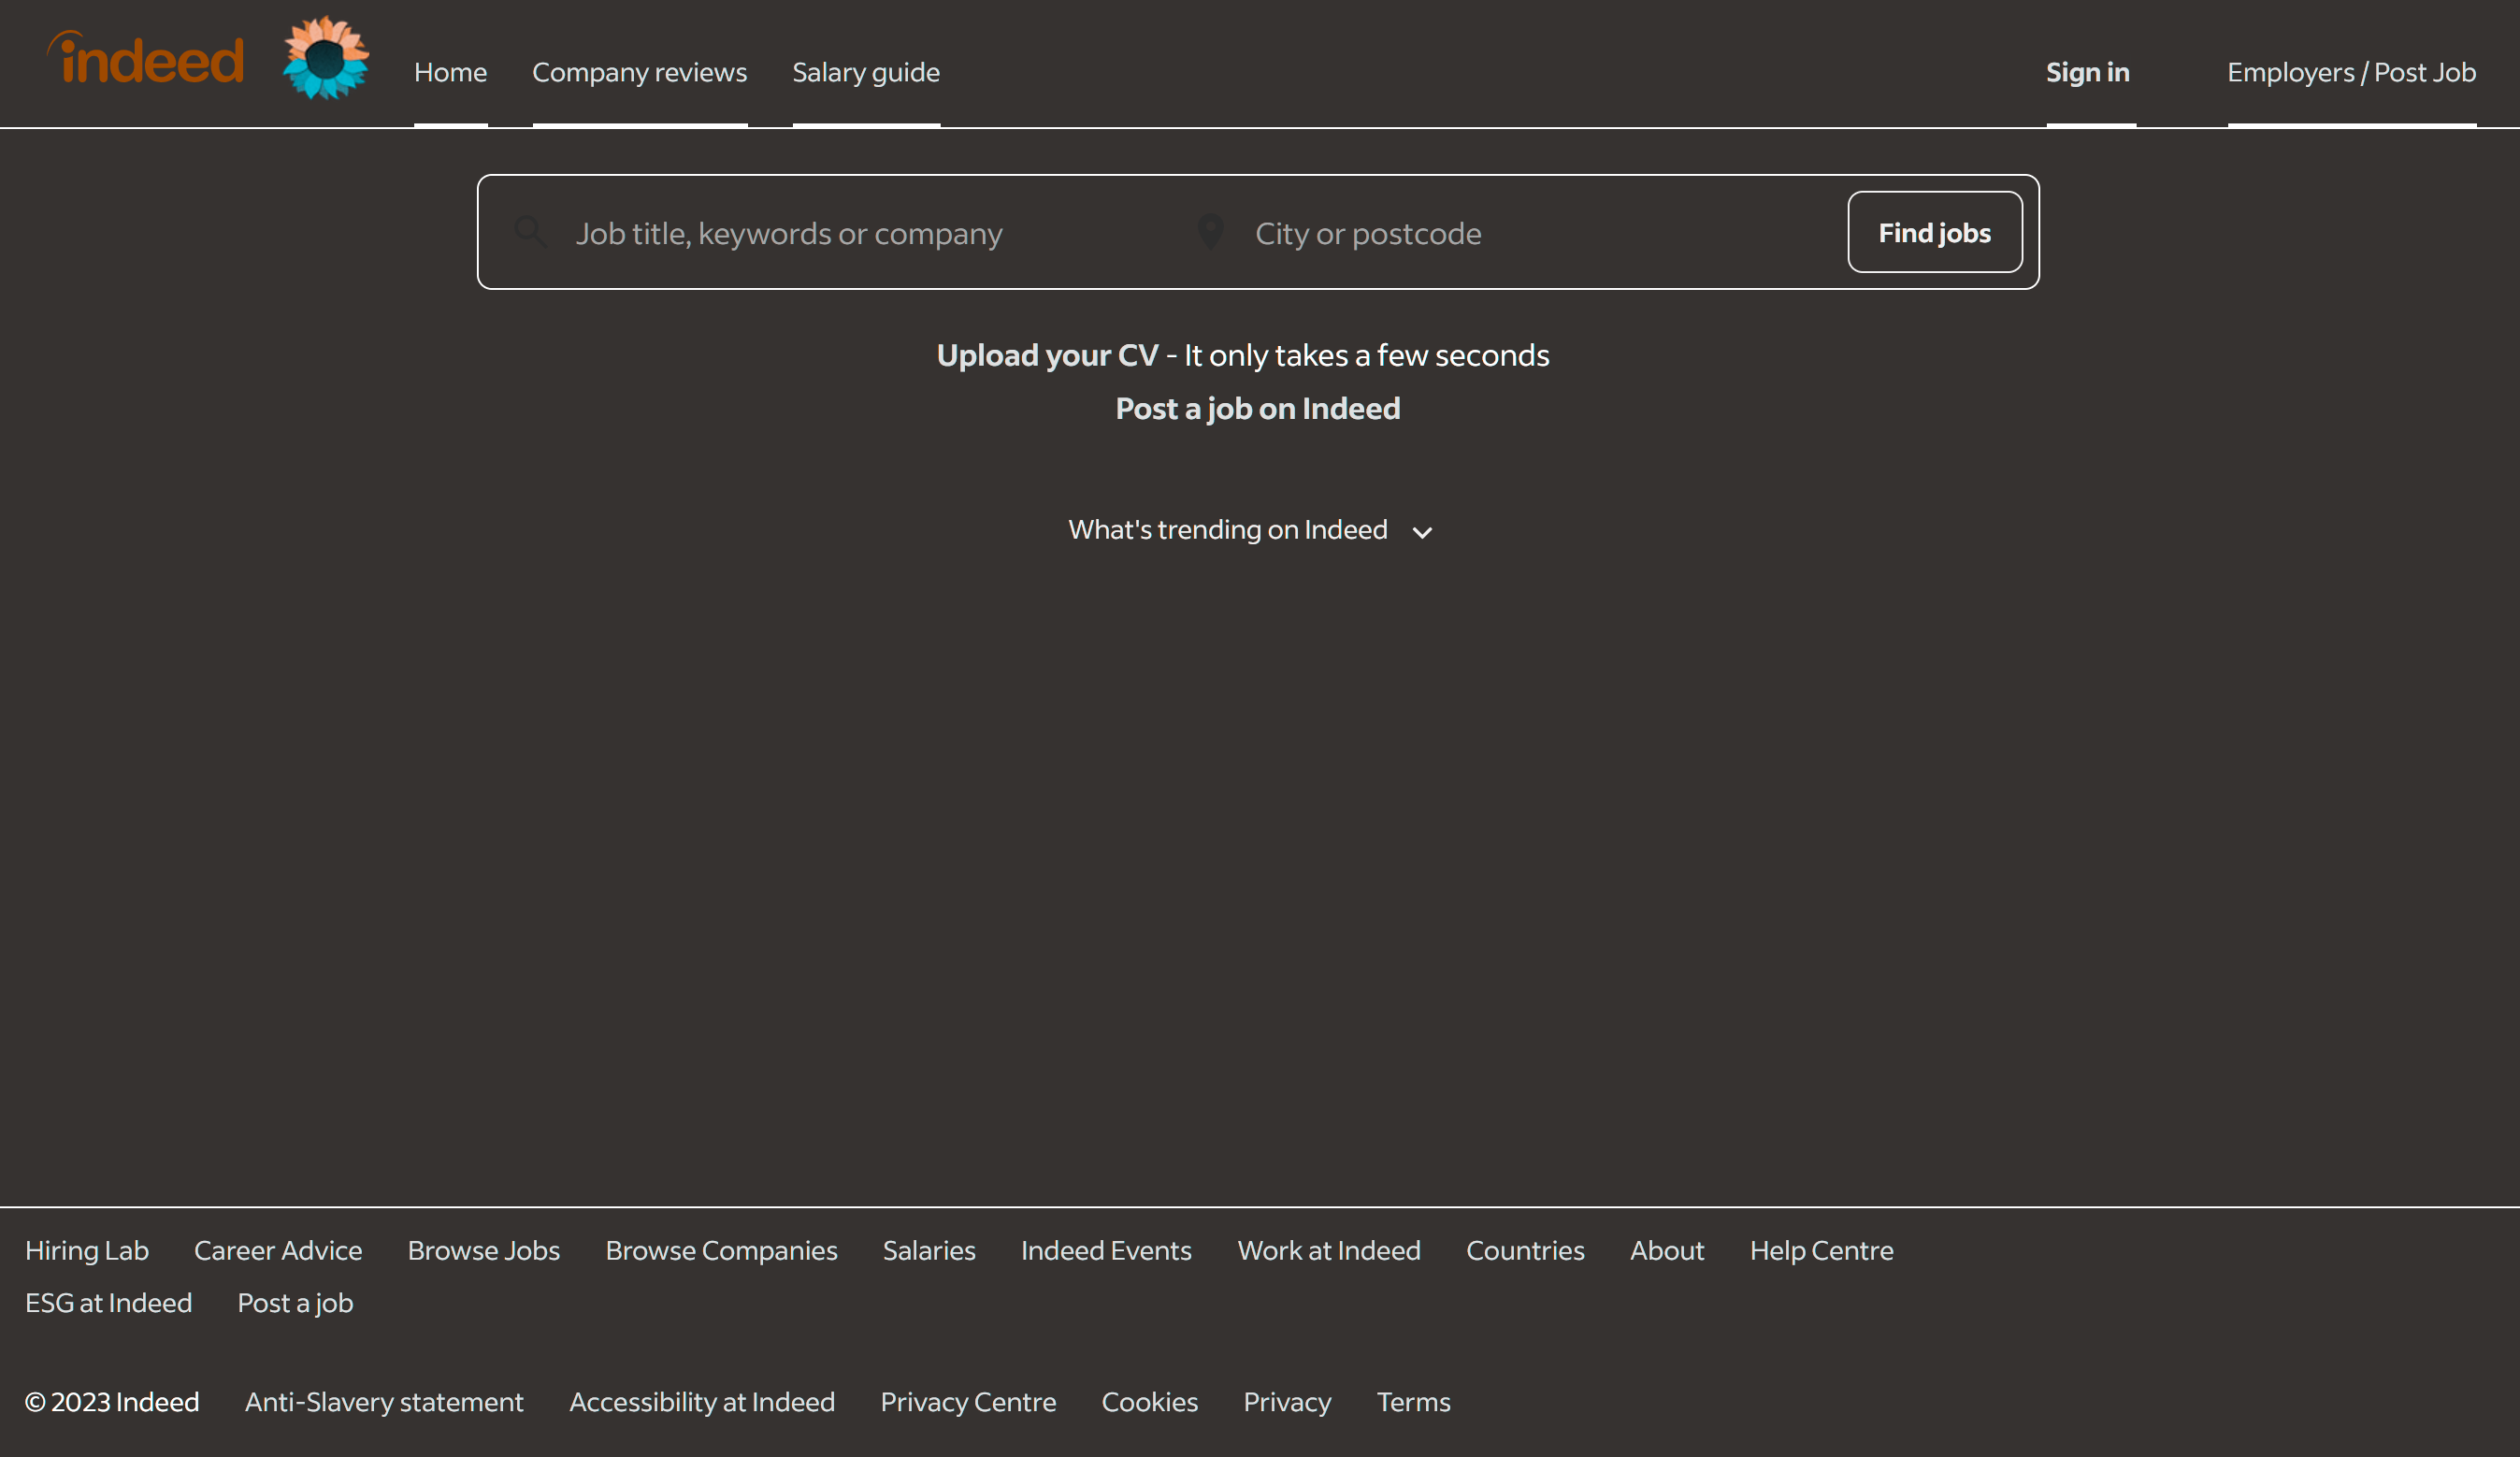 indeed Home Company reviews Salary guide Sign in Employers / Post Job
Job title, keywords or company City or postcode Find jobs
Upload your CV - It only takes a few seconds
Post a job on Indeed
What's trending on Indeed
Hiring Lab Career Advice Browse Jobs Browse Companies Salaries Indeed Events Work at Indeed Countries About Help Centre
ESG at Indeed Post a job
© 2023 Indeed Anti-Slavery statement Accessibility at Indeed Privacy Centre Cookies Privacy Terms